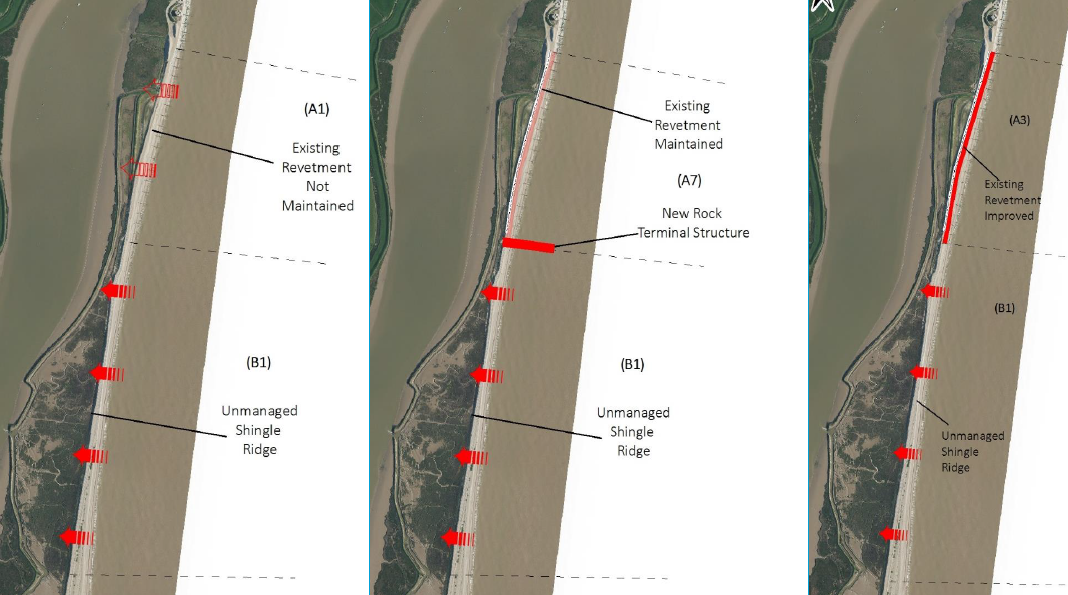 (A1)
Existing
Revetment
Not
Maintained
(B1)
Unmanaged
Shingle
Ridge
Existing
Revetment
Maintained
(A7)
New Rock
Terminal Structure
(B1)
Unmanaged
Shingle
Ridge
(A3)
Existing
Revetment
Improved
(B1)
Unmanaged
Shingle
Ridge